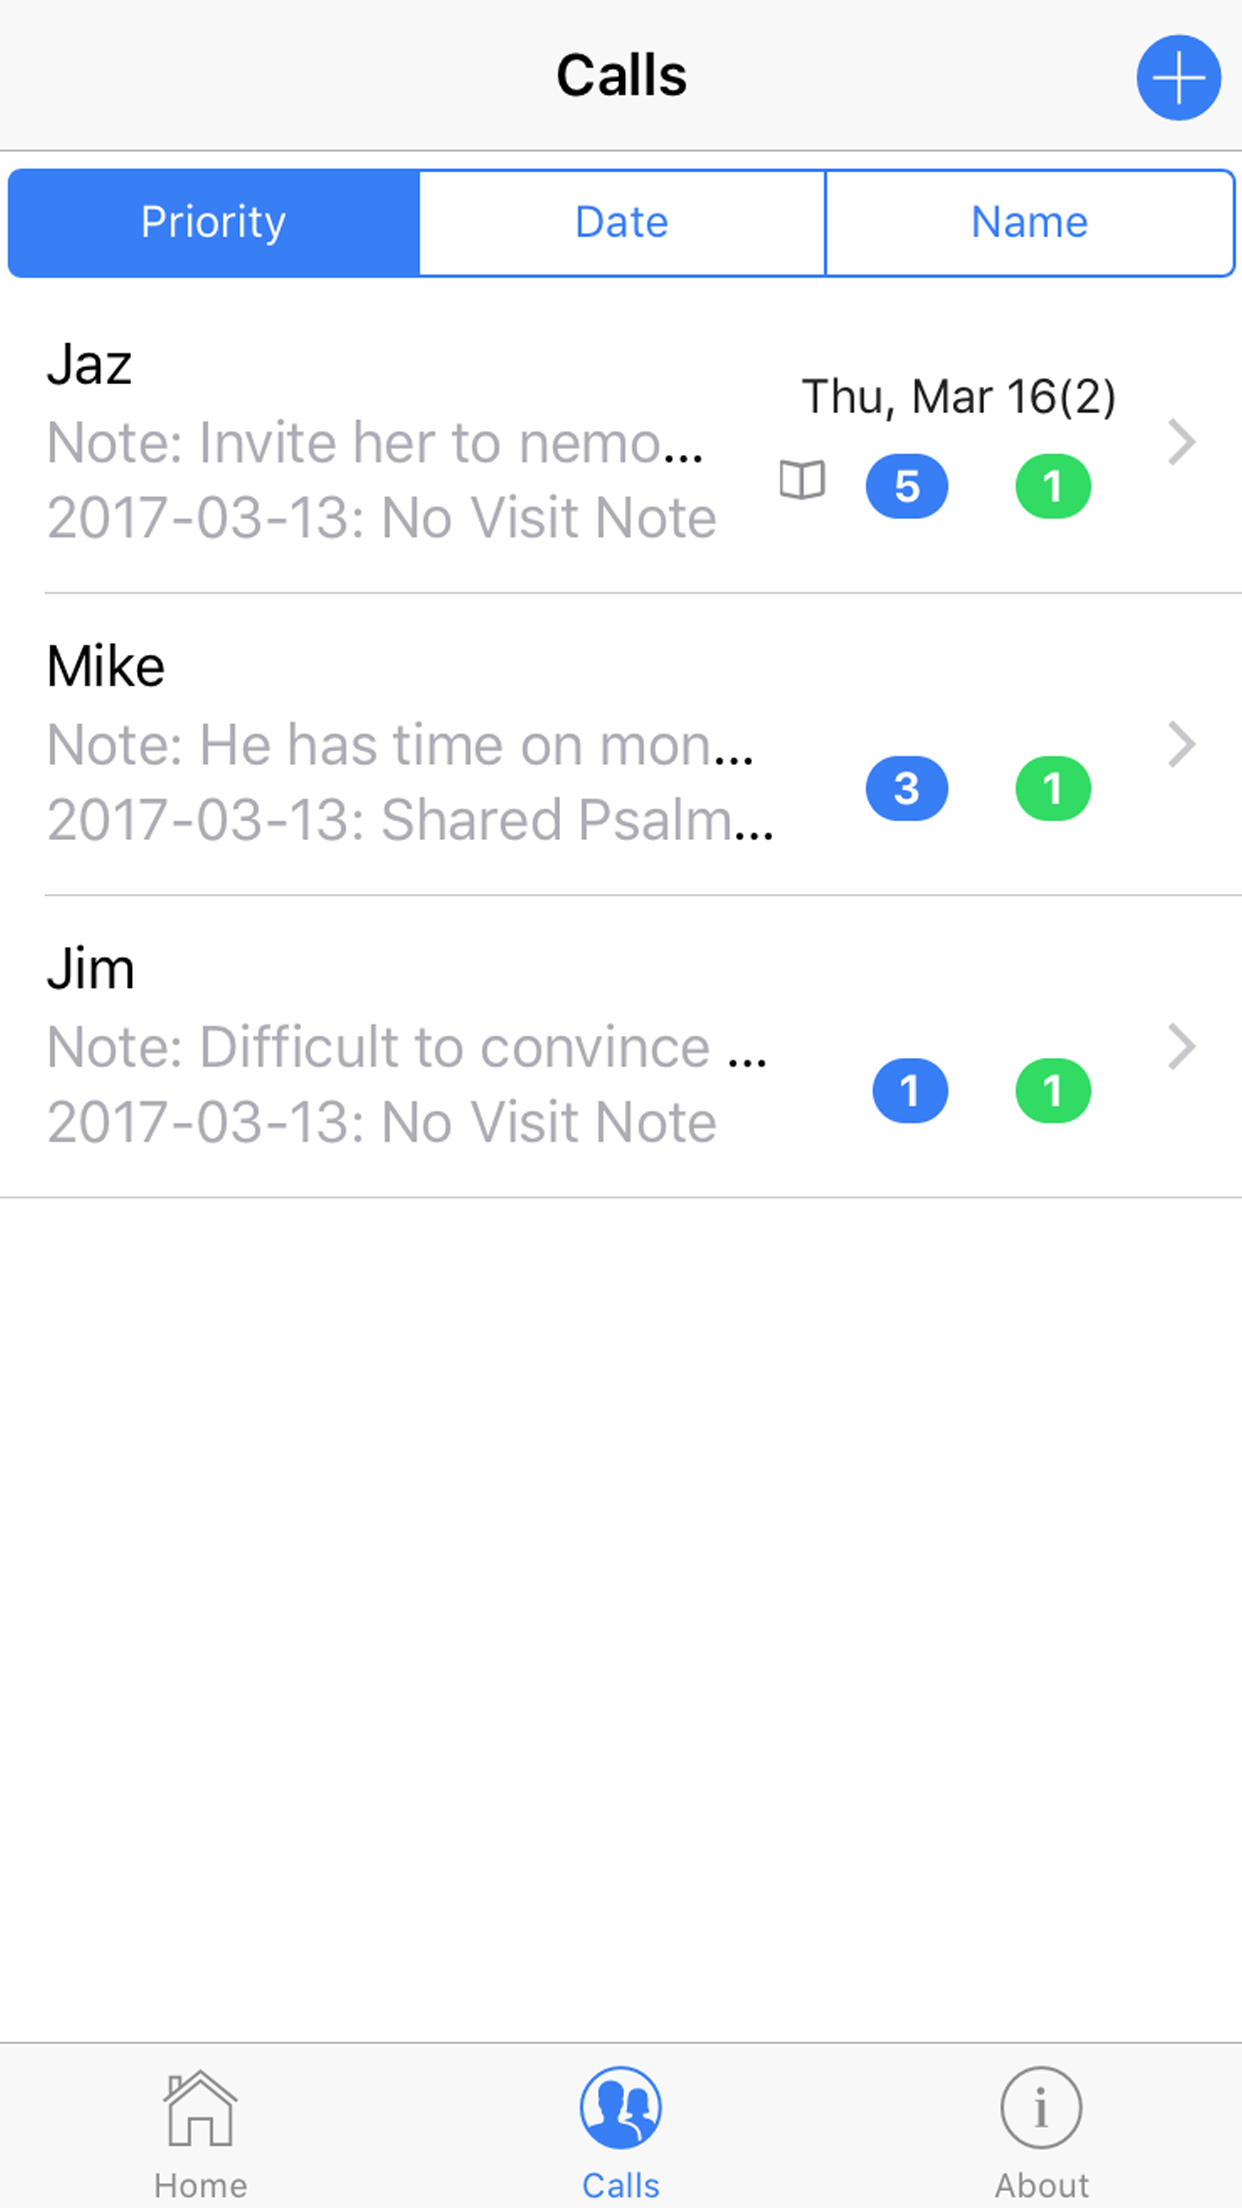 Calls
Priority Date Name
Jaz
Thu, Mar 16(2)
Note: Invite her to nemo...
5 1
2017-03-13: No Visit Note
Mike
Note: He has time on mon...
3 1
2017-03-13: Shared Psalm...
Jim
Note: Difficult to convince ...
1 1
2017-03-13: No Visit Note
Home Calls About